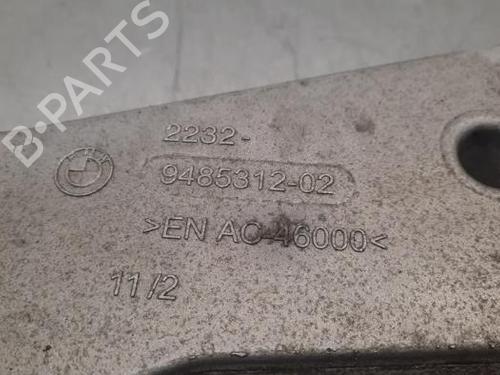 B-PARTS
2232-
9485312-02
>EN AC-46000<
11/2